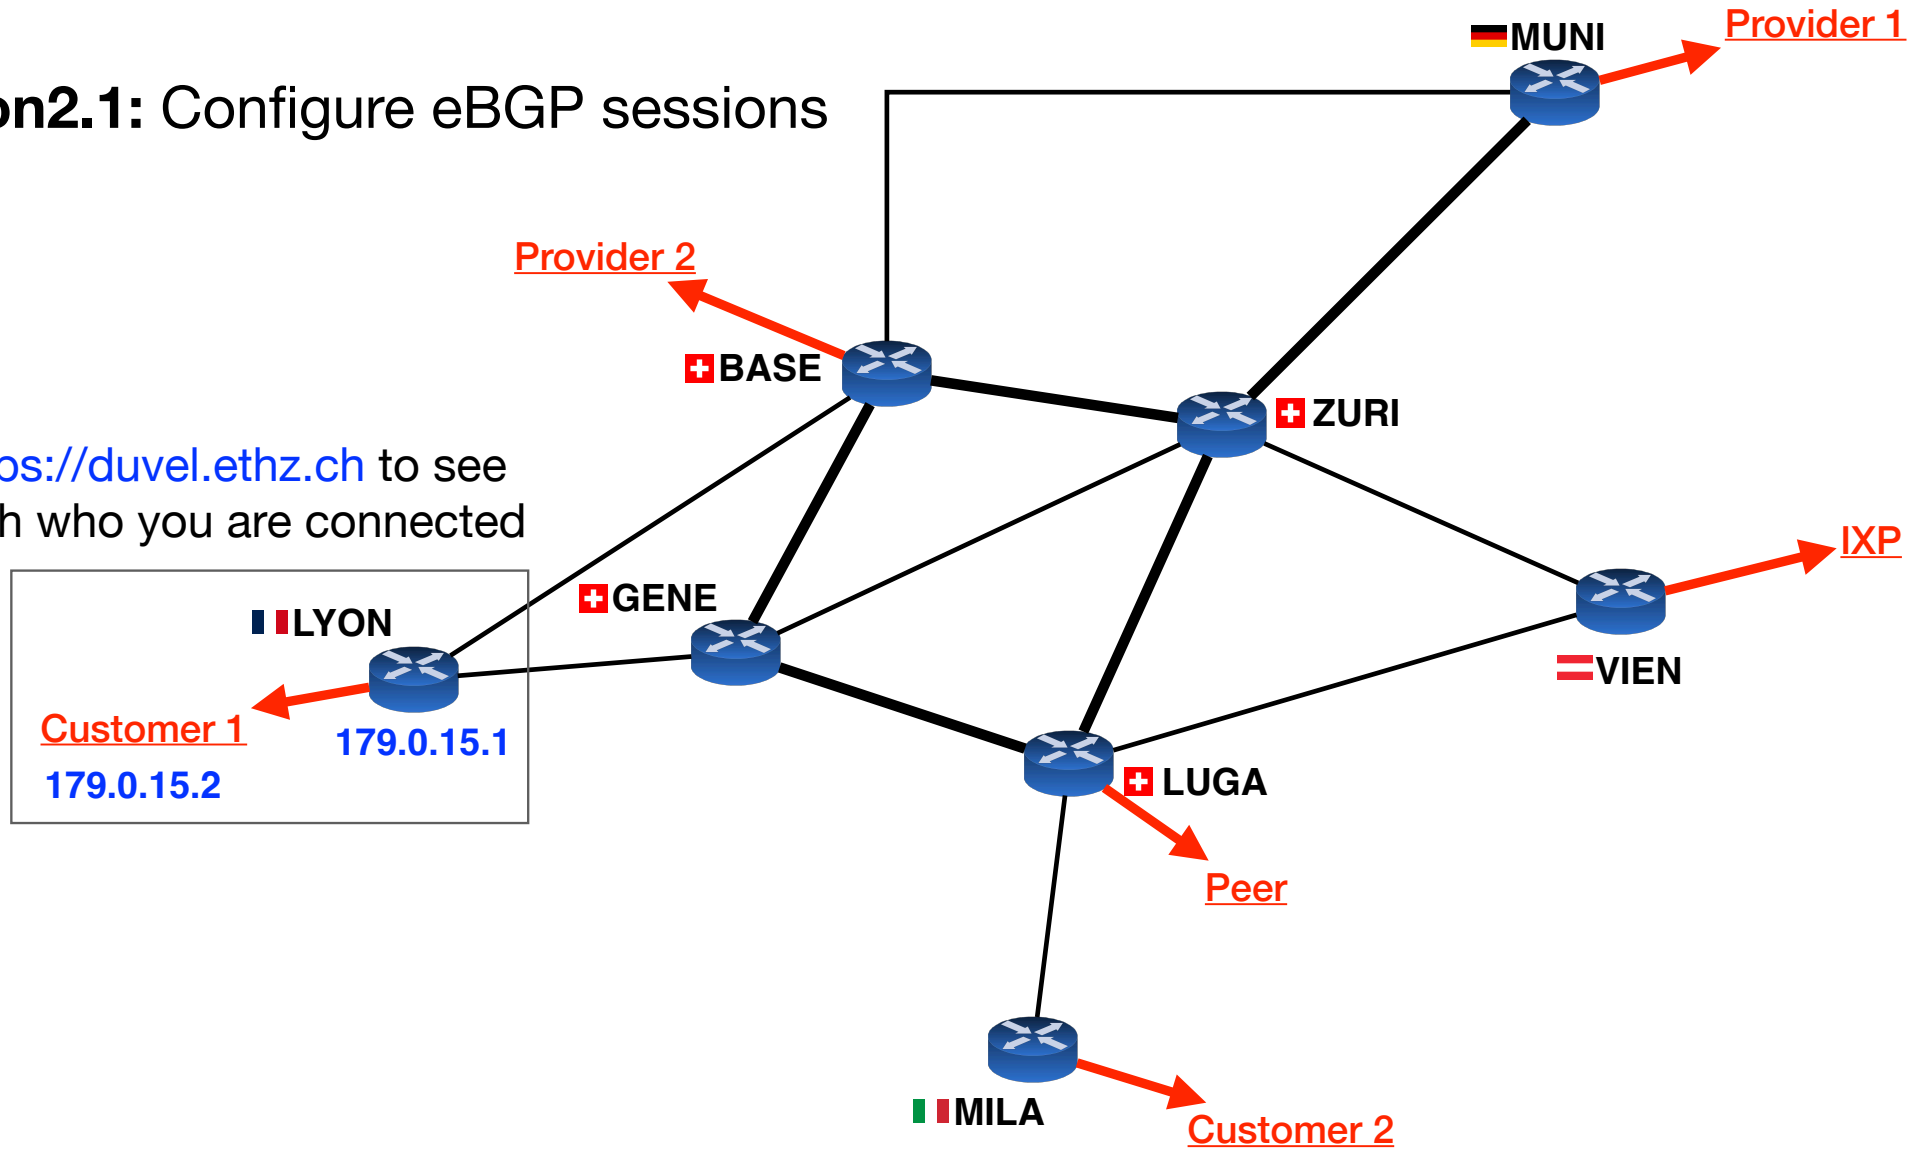 MUNI
Provider 1
on2.1: Configure eBGP sessions
Provider 2
BASE
ZURI
ps://duvel.ethz.ch to see
h who you are connected
IXP
GENE
LYON
VIEN
Customer 1
179.0.15.1
179.0.15.2
LUGA
Peer
MILA
Customer 2